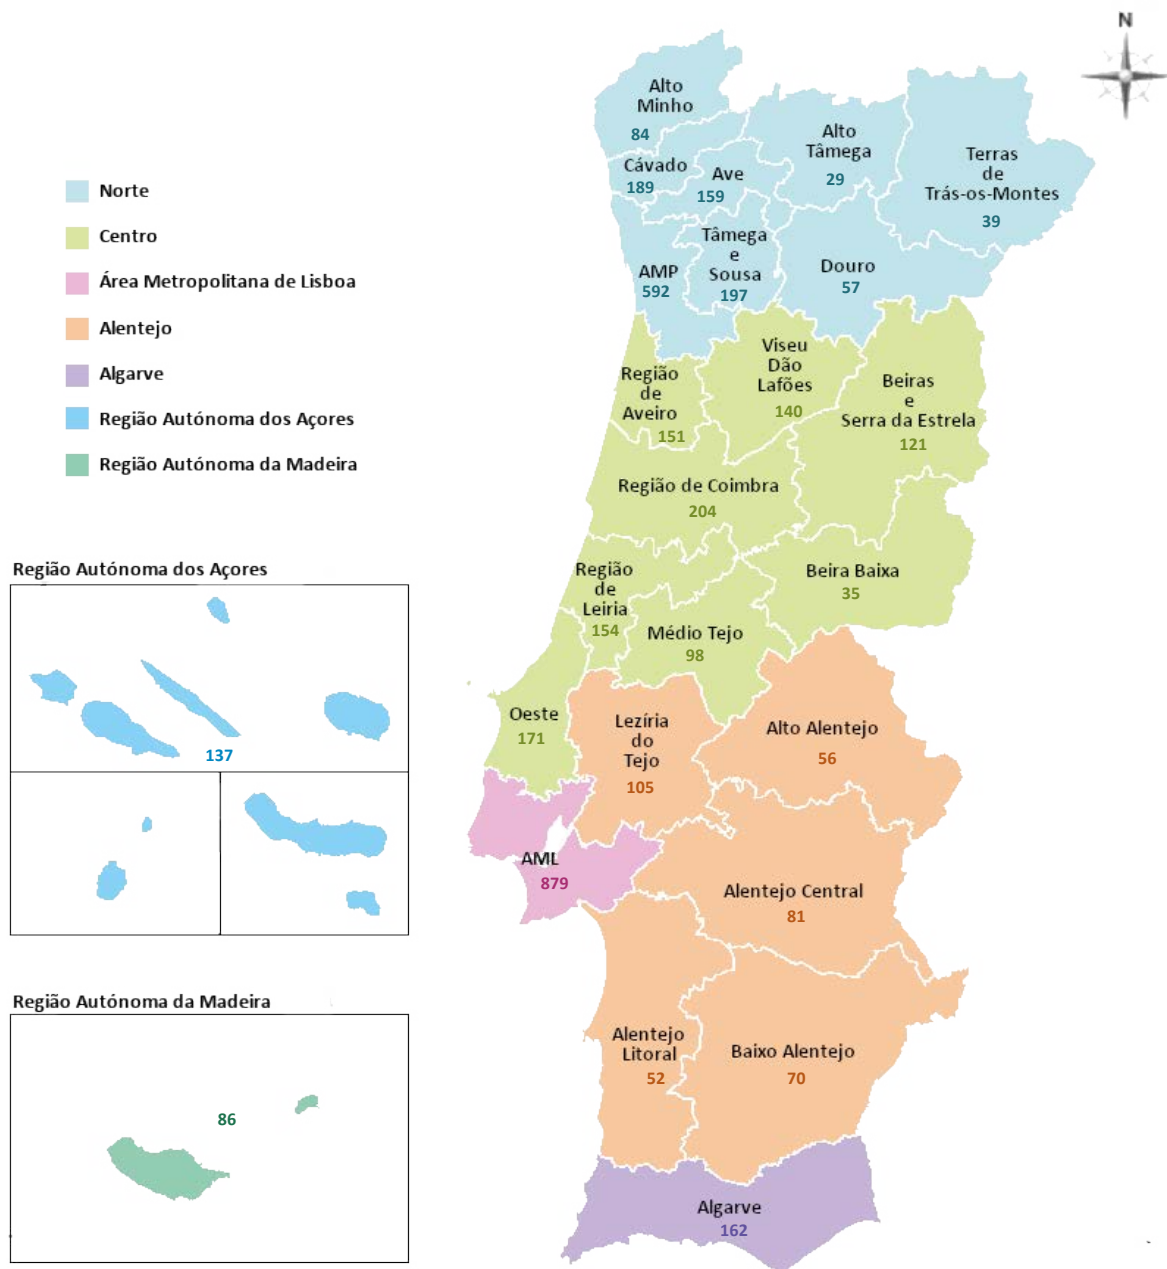 N
Norte
Centro
Área Metropolitana de Lisboa
Alentejo
Algarve
Região Autónoma dos Açores
Região Autónoma da Madeira
Alto
Minho
84
Cávado
189
Ave
159
Alto
Tâmega
29
Terras
de
Trás-os-Montes
39
AMP
592
Tâmega
e
Sousa
197
Douro
57
Região
de
Aveiro
151
Viseu
Dão
Lafões
140
Beiras
e
Serra da Estrela
121
Região de Coimbra
204
Região
de
Leiria
154
Médio Tejo
98
Beira Baixa
35
Oeste
171
Lezíria
do
Tejo
105
Alto Alentejo
56
AML
879
Alentejo Central
81
Alentejo
Litoral
52
Baixo Alentejo
70
Algarve
162
Região Autónoma dos Açores
137
Região Autónoma da Madeira
86